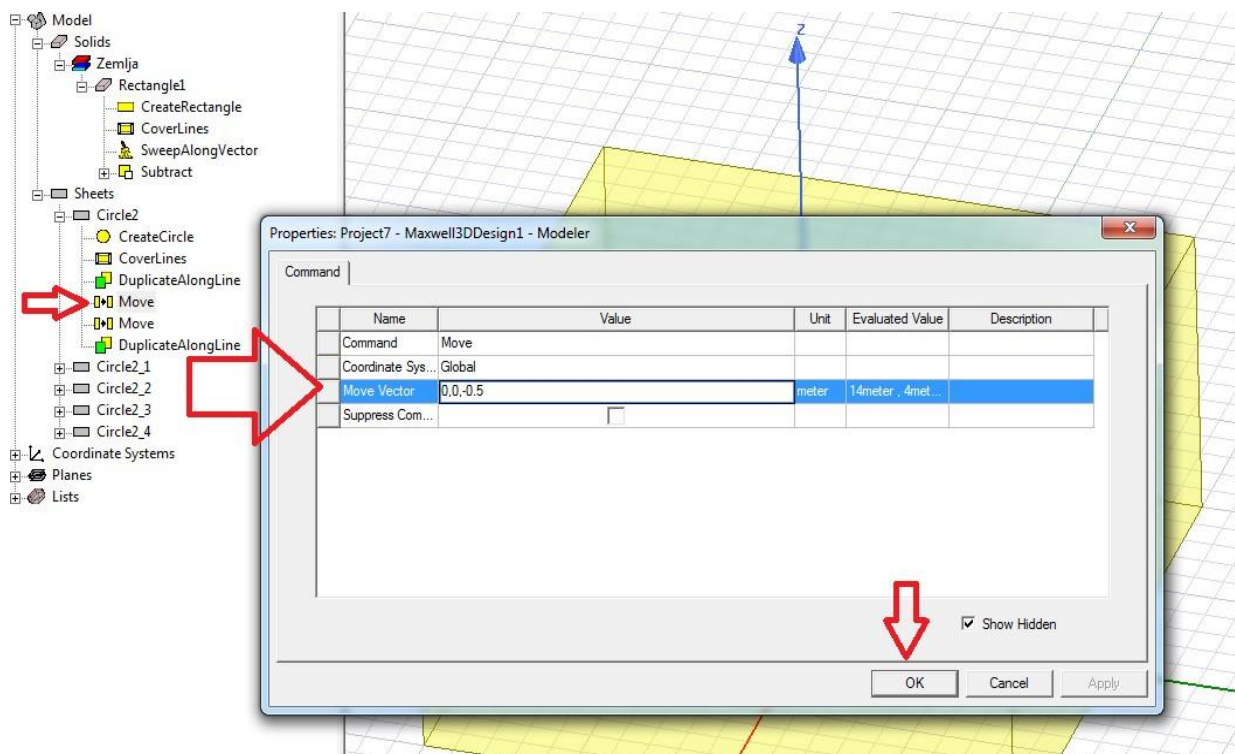 Model
Solids
Zemlja
Rectangle1
CreateRectangle
CoverLines
SweepAlongVector
Subtract
Sheets
Circle2
CreateCircle
CoverLines
DuplicateAlongLine
Move
Move
DuplicateAlongLine
Circle2_1
Circle2_2
Circle2_3
Circle2_4
Coordinate Systems
Planes
Lists
Z
Properties: Project7 - Maxwell3DDesign1 - Modeler
Command
Name Value Unit Evaluated Value Description
Command Move
Coordinate Sys... Global
Move Vector 0,0,-0.5 meter 14meter , 4met...
Suppress Com...
Show Hidden
OK Cancel Apply